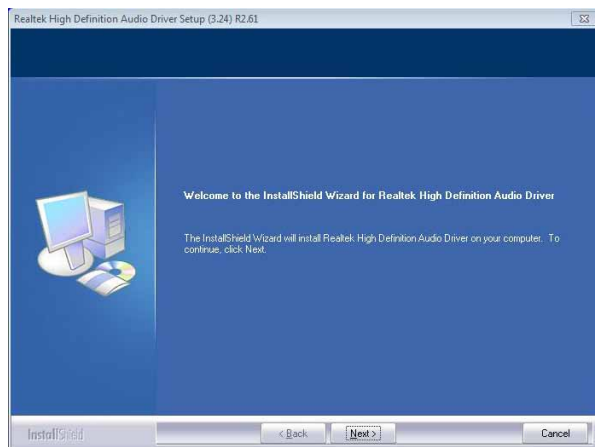 Realtek High Definition Audio Driver Setup (3.24) R2.61
Welcome to the InstallShield Wizard for Realtek High Definition Audio Driver
The InstallShield Wizard will install Realtek High Definition Audio Driver on your computer. To
continue, click Next.
InstallShield
< Back
Next >
Cancel